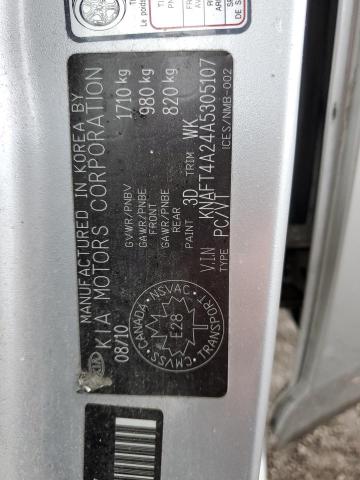 MANUFACTURED IN KOREA BY
KIA MOTORS CORPORATION
08/10
GVWR/PNBV 1710 kg
GAWR/PNBE FRONT 980 kg
GAWR/PNBE REAR 820 kg
PAINT 3D TRIM WK
V.I.N KNAFT4A24A5305107
TYPE PC/VT ICES/NMB-002
CANADA NSVAC
E28
CMVSS TRANSPORT
KIA